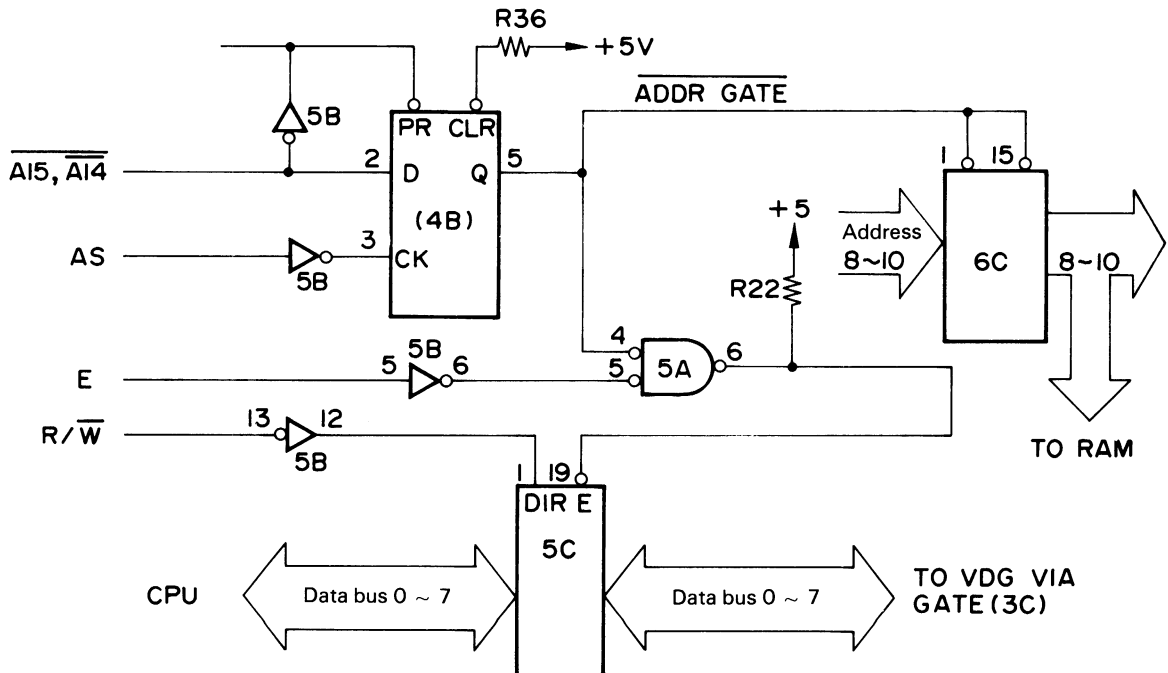 R36
+5V
5B
PR CLR
ADDR GATE
A15, A14
2
D
Q
5
1
15
(4B)
+5
Address
8~10
6C
8~10
AS
5B
3
CK
R22
4
5
5A
6
E
5
5B
6
R/W
13
12
5B
1
19
DIR E
5C
TO RAM
CPU
Data bus 0 ~ 7
Data bus 0 ~ 7
TO VDG VIA
GATE(3C)